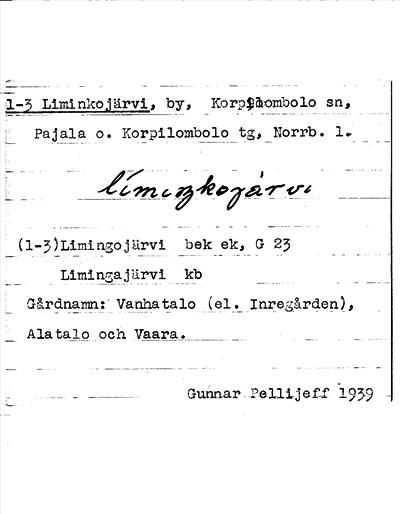 1-3 Liminkojärvi, by, Korpilombolo sn,
Pajala o. Korpilombolo tg, Norrb. l.
(1-3)Limingojärvi bek ek, G 23
Limingajärvi kb
Gårdnamn: Vanhatalo (el. Inregården),
Alatalo och Vaara.
Gunnar Pellijeff 1939